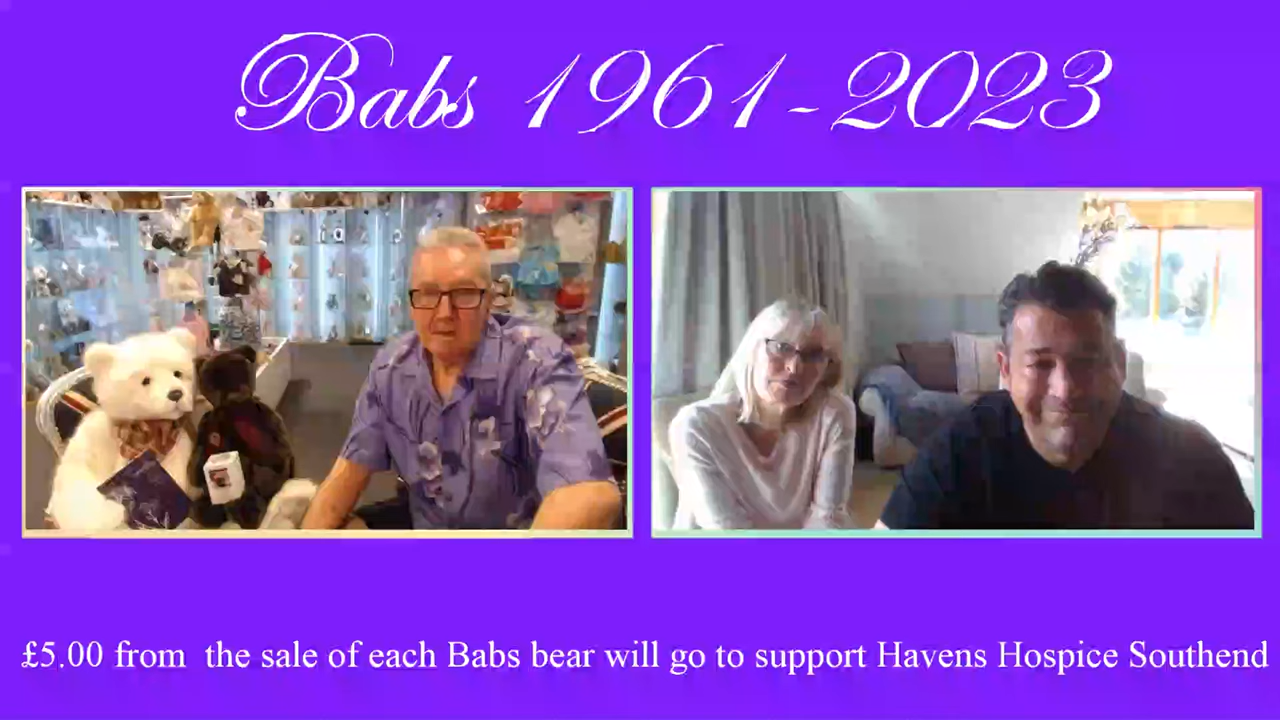 Babs 1961-2023
£5.00 from the sale of each Babs bear will go to support Havens Hospice Southend